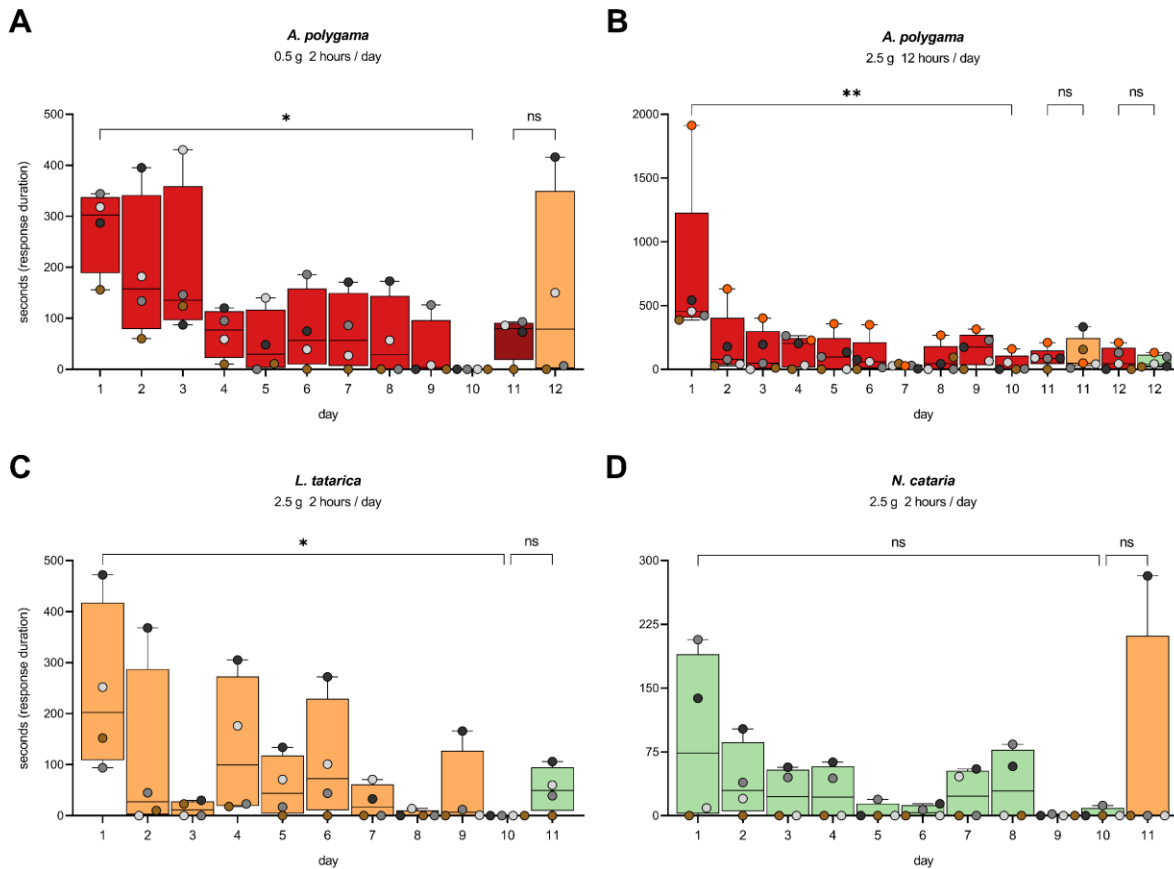 A
A. polygama
0.5 g 2 hours / day
*
ns
500
400
300
200
100
0
seconds (response duration)
1 2 3 4 5 6 7 8 9 10 11 12
day
B
A. polygama
2.5 g 12 hours / day
**
ns
ns
2000
1500
1000
500
0
1 2 3 4 5 6 7 8 9 10 11 11 12 12
day
C
L. tatarica
2.5 g 2 hours / day
*
ns
500
400
300
200
100
0
seconds (response duration)
1 2 3 4 5 6 7 8 9 10 11
day
D
N. cataria
2.5 g 2 hours / day
ns
ns
300
225
150
75
0
1 2 3 4 5 6 7 8 9 10 11
day